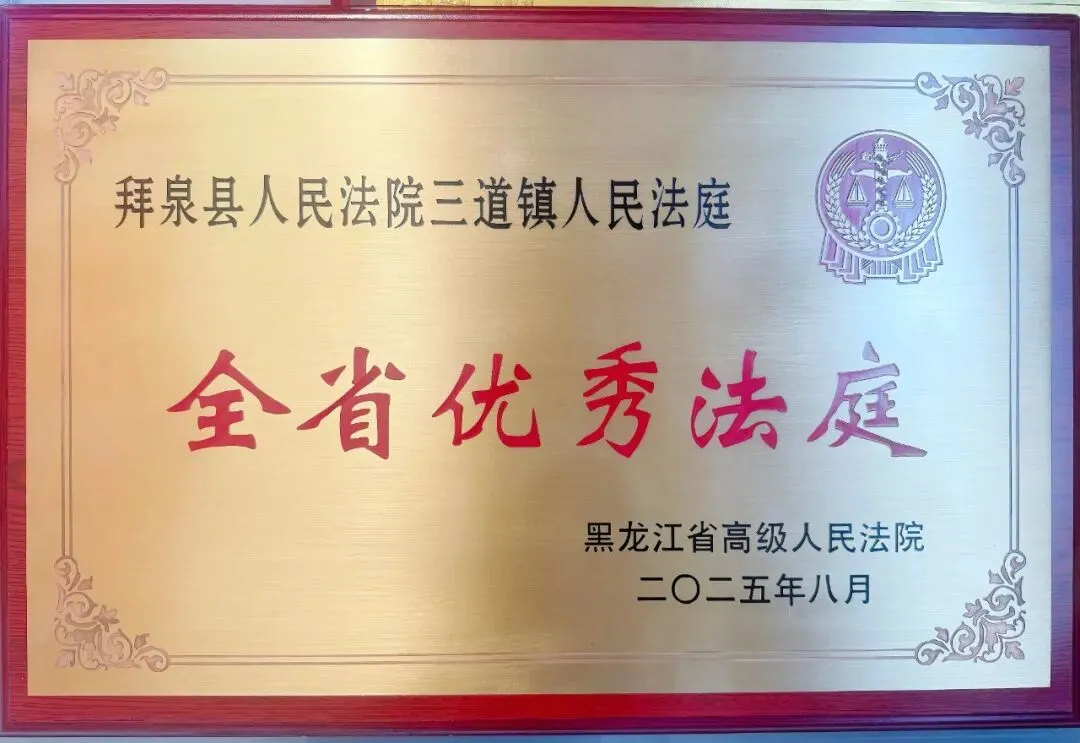 拜泉县人民法院三道镇人民法庭
全省优秀法庭
黑龙江省高级人民法院
二〇二五年八月